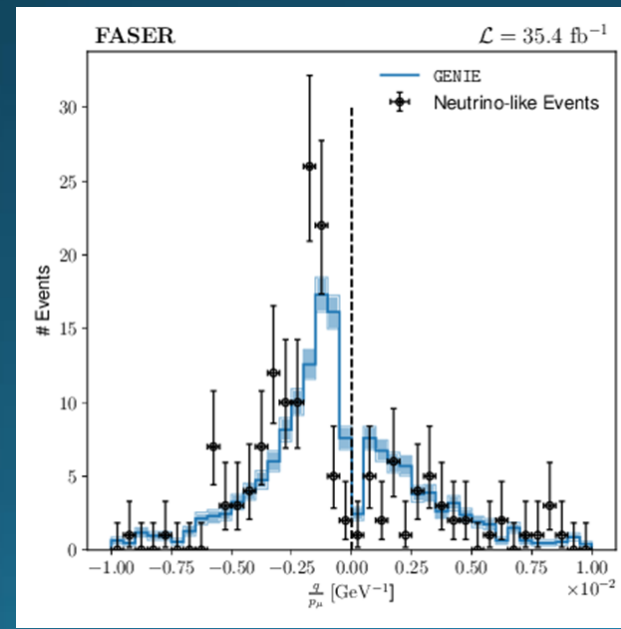 FASER
ℒ = 35.4 fb⁻¹
GENIE
Neutrino-like Events
# Events
30
25
20
15
10
5
0
−1.00 −0.75 −0.50 −0.25 0.00 0.25 0.50 0.75 1.00
×10⁻²
q/pμ [GeV⁻¹]